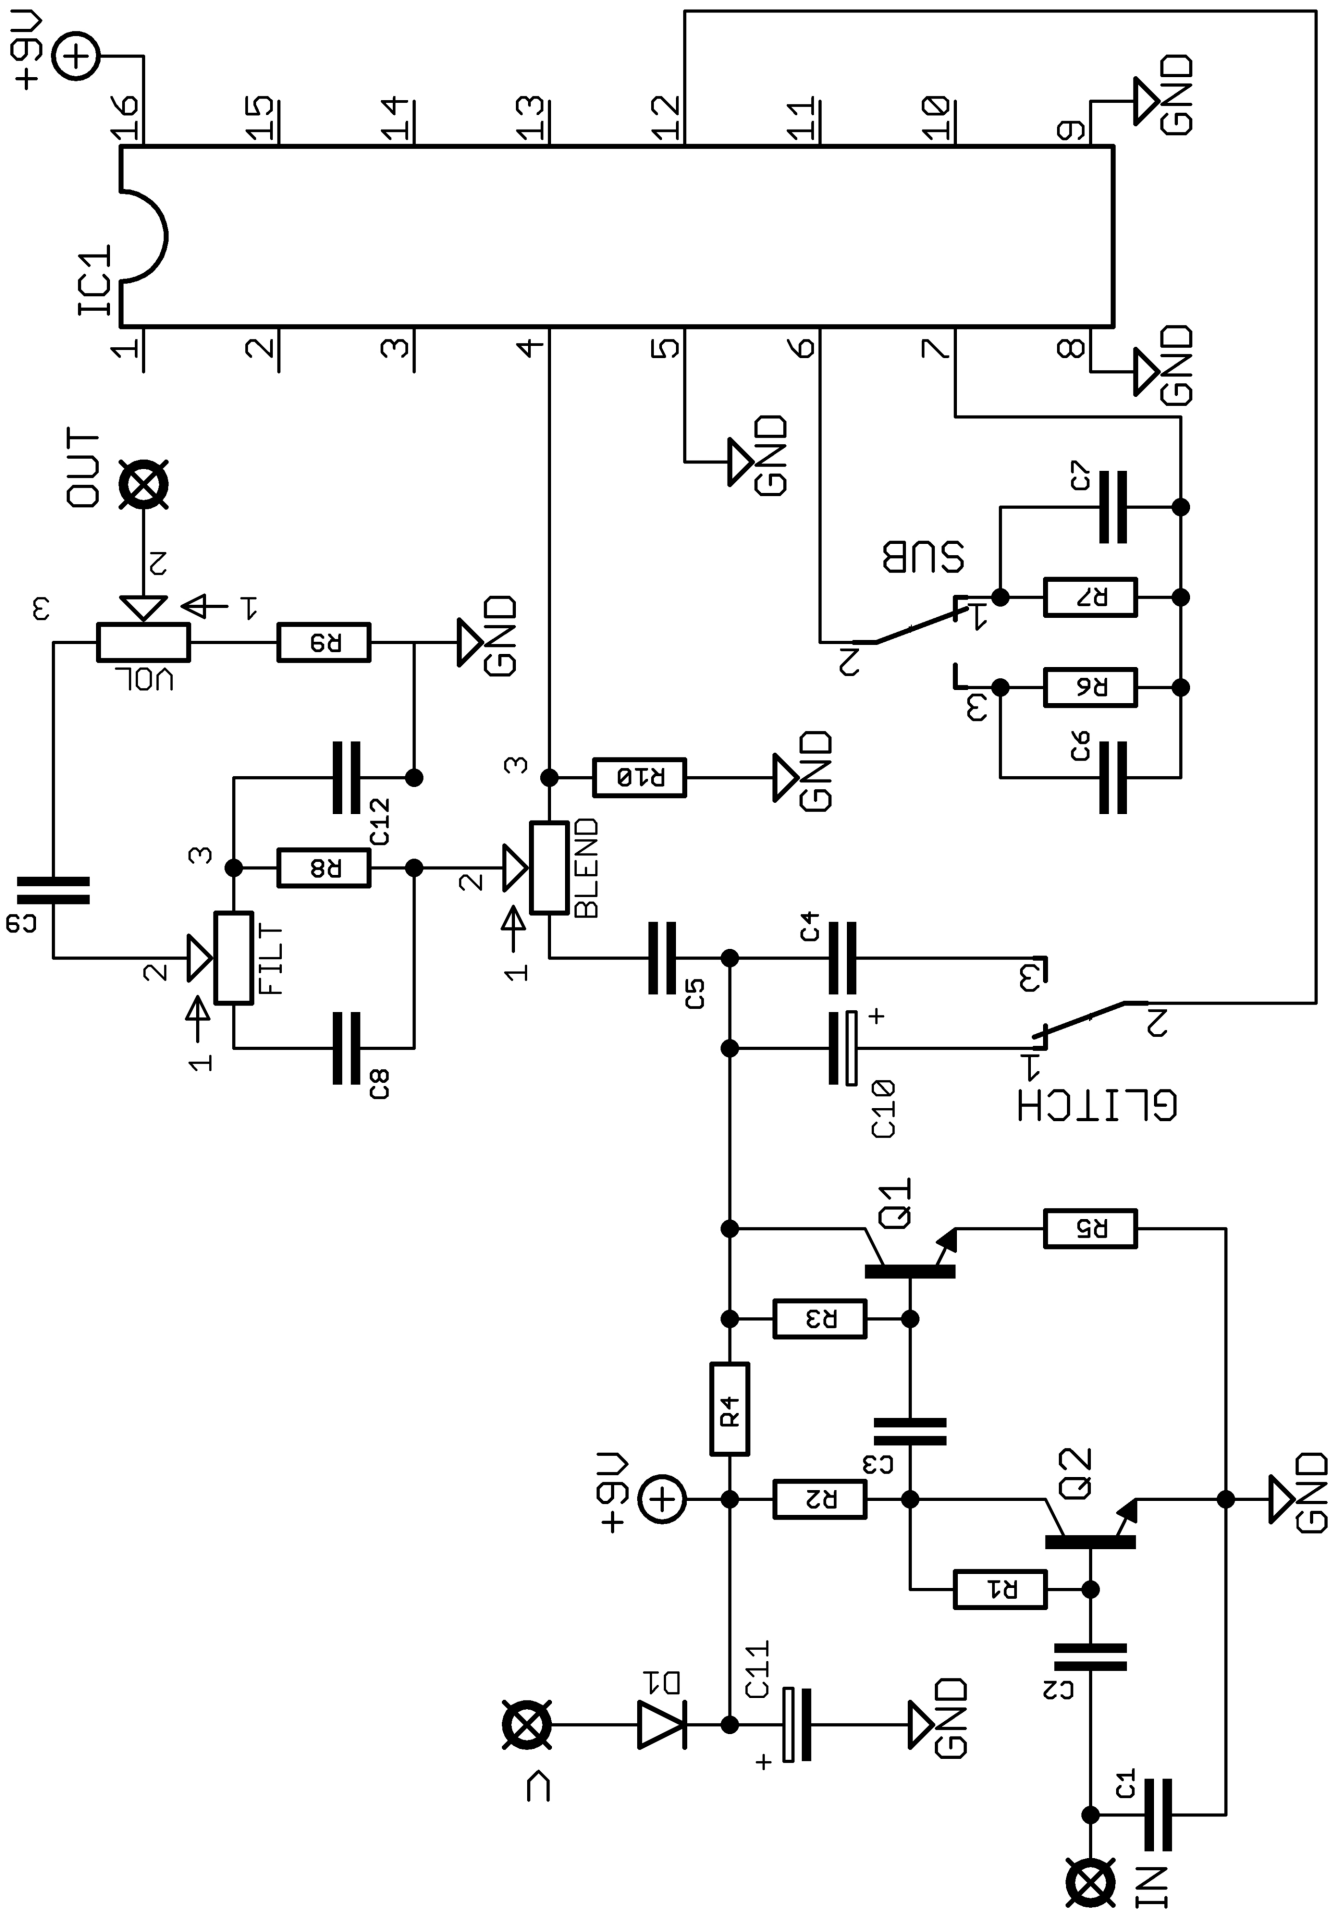 +9V
16
15
14
13
12
11
10
9
GND
IC1
1
2
3
4
5
6
7
8
GND
OUT
2
3
1
VOL
R9
GND
GND
SUB
C7
1
R7
2
3
R6
C6
C12
3
R8
3
R10
GND
C9
2
FILT
1
C8
2
BLEND
1
C5
C4
3
+
C10
1
2
GLITCH
Q1
R5
R3
R4
+9V
C3
R2
Q2
GND
R1
C2
V
D1
C11
+
GND
C1
IN